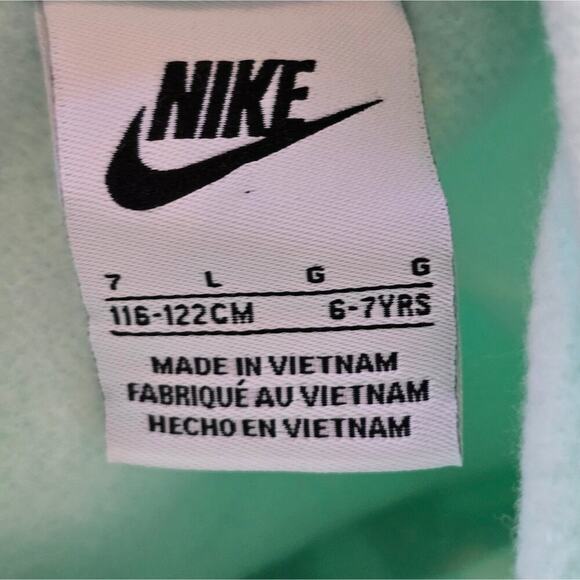 NIKE
7 L G G
116-122CM 6-7YRS
MADE IN VIETNAM
FABRIQUÉ AU VIETNAM
HECHO EN VIETNAM